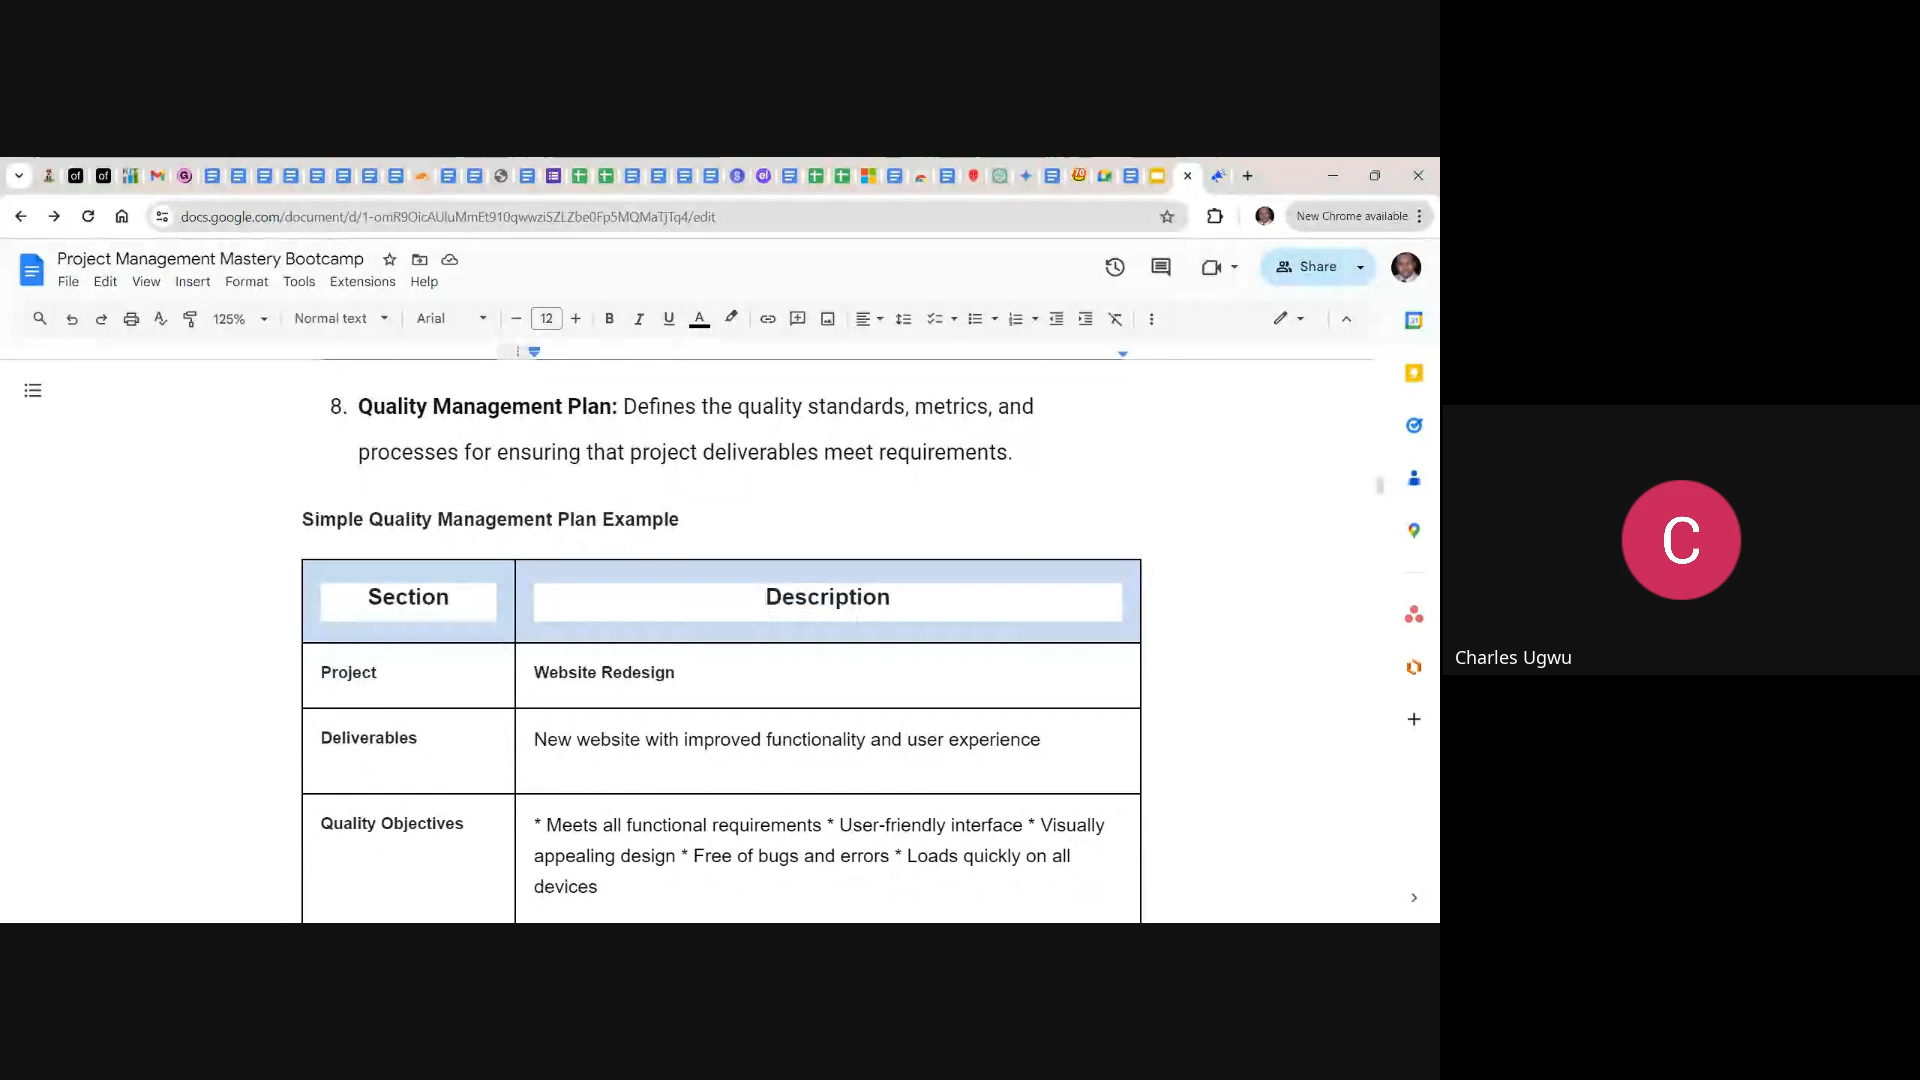 docs.google.com/document/d/1-omR9OicAUIuMmEt910qwwziSZLZbe0Fp5MQMaTjTq4/edit
New Chrome available
Project Management Mastery Bootcamp
File Edit View Insert Format Tools Extensions Help
Share
125% Normal text Arial 12 B I U A
8. Quality Management Plan: Defines the quality standards, metrics, and
processes for ensuring that project deliverables meet requirements.
Simple Quality Management Plan Example
Section Description
Project Website Redesign
Deliverables New website with improved functionality and user experience
Quality Objectives * Meets all functional requirements * User-friendly interface * Visually
appealing design * Free of bugs and errors * Loads quickly on all
devices
C
Charles Ugwu